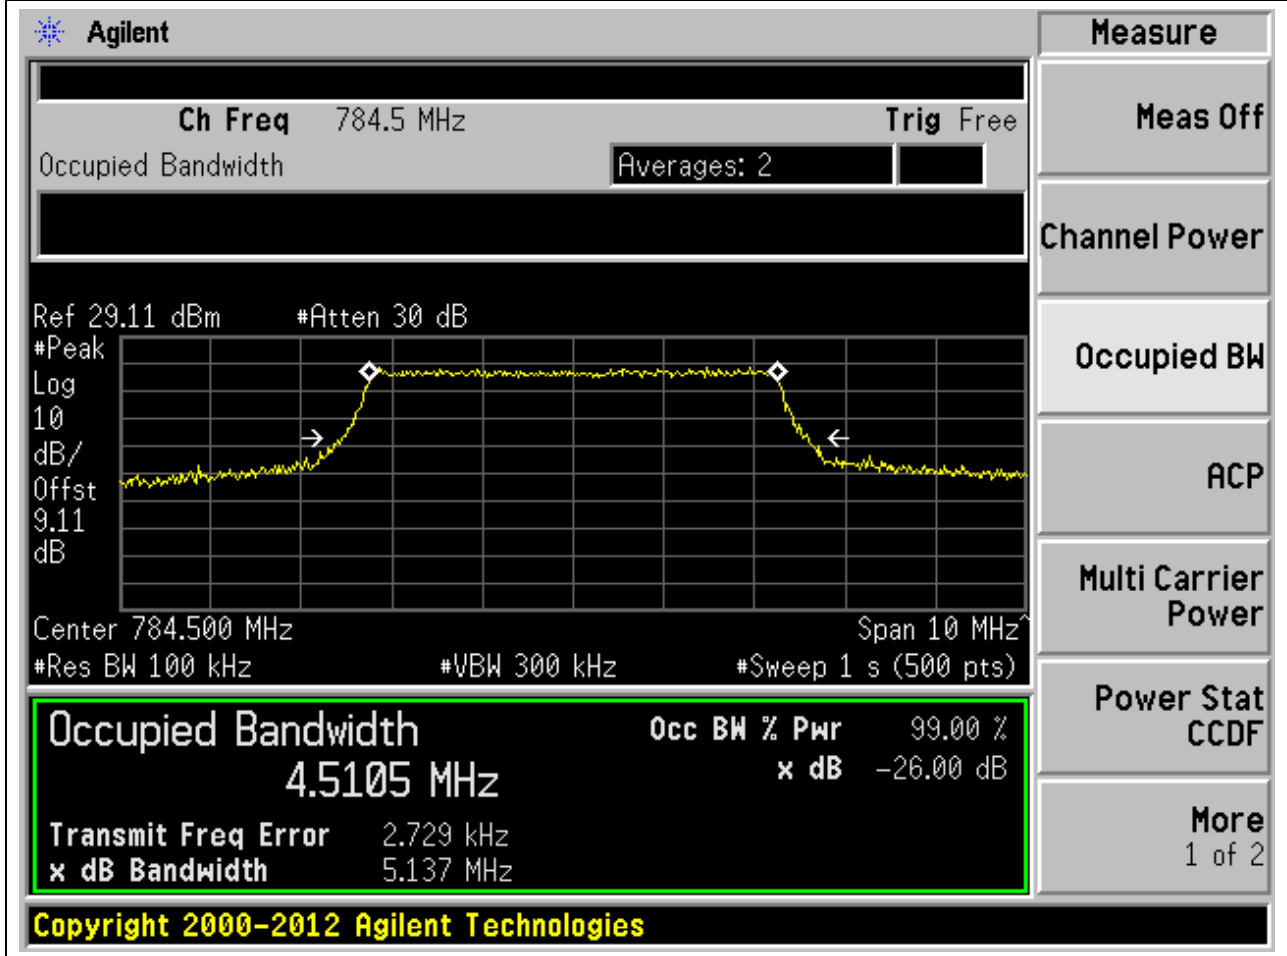 Agilent
Measure
Ch Freq 784.5 MHz Trig Free
Occupied Bandwidth Averages: 2
Meas Off
Channel Power
Occupied BW
ACP
Multi Carrier
Power
Power Stat
CCDF
More
1 of 2
Ref 29.11 dBm #Atten 30 dB
#Peak
Log
10
dB/
Offst
9.11
dB
Center 784.500 MHz Span 10 MHz^
#Res BW 100 kHz #VBW 300 kHz #Sweep 1 s (500 pts)
Occupied Bandwidth Occ BW % Pwr 99.00 %
4.5105 MHz x dB -26.00 dB
Transmit Freq Error 2.729 kHz
x dB Bandwidth 5.137 MHz
Copyright 2000-2012 Agilent Technologies